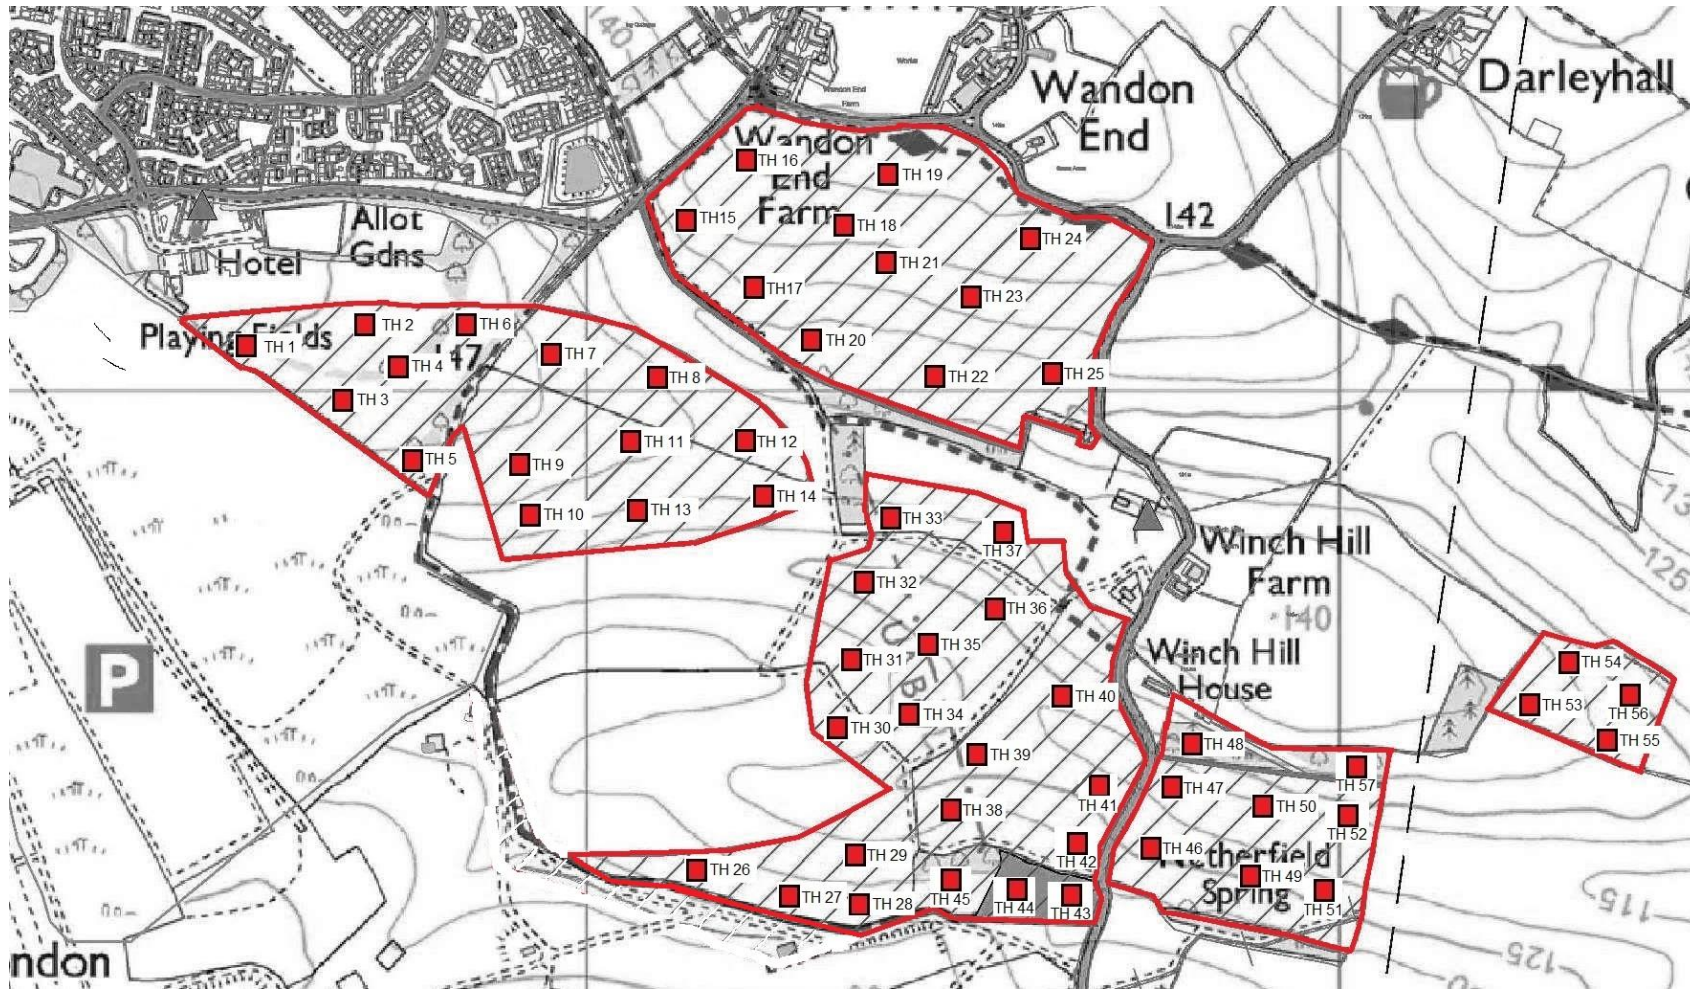 Wandon
End
Darleyhall
Wandon End
Farm
Works
Wandon
End
Farm
142
Allot
Gdns
Hotel
Playing Fields
147
TH 16
TH 19
TH15
TH 18
TH 24
TH 21
TH17
TH 23
TH 20
TH 22
TH 25
TH 1
TH 2
TH 6
TH 4
TH 7
TH 8
TH 3
TH 5
TH 9
TH 11
TH 12
TH 10
TH 13
TH 14
TH 33
TH 37
TH 32
TH 36
TH 35
TH 31
TH 40
TH 34
TH 30
TH 39
TH 41
TH 38
TH 42
TH 29
TH 26
TH 27
TH 28
TH 45
TH 44
TH 43
Winch Hill
Farm
140
125
Winch Hill
House
TH 54
TH 53
TH 56
TH 55
TH 48
TH 57
TH 47
TH 50
TH 52
TH 46
Netherfield
Spring
TH 49
TH 51
115
125
P
ndon
140